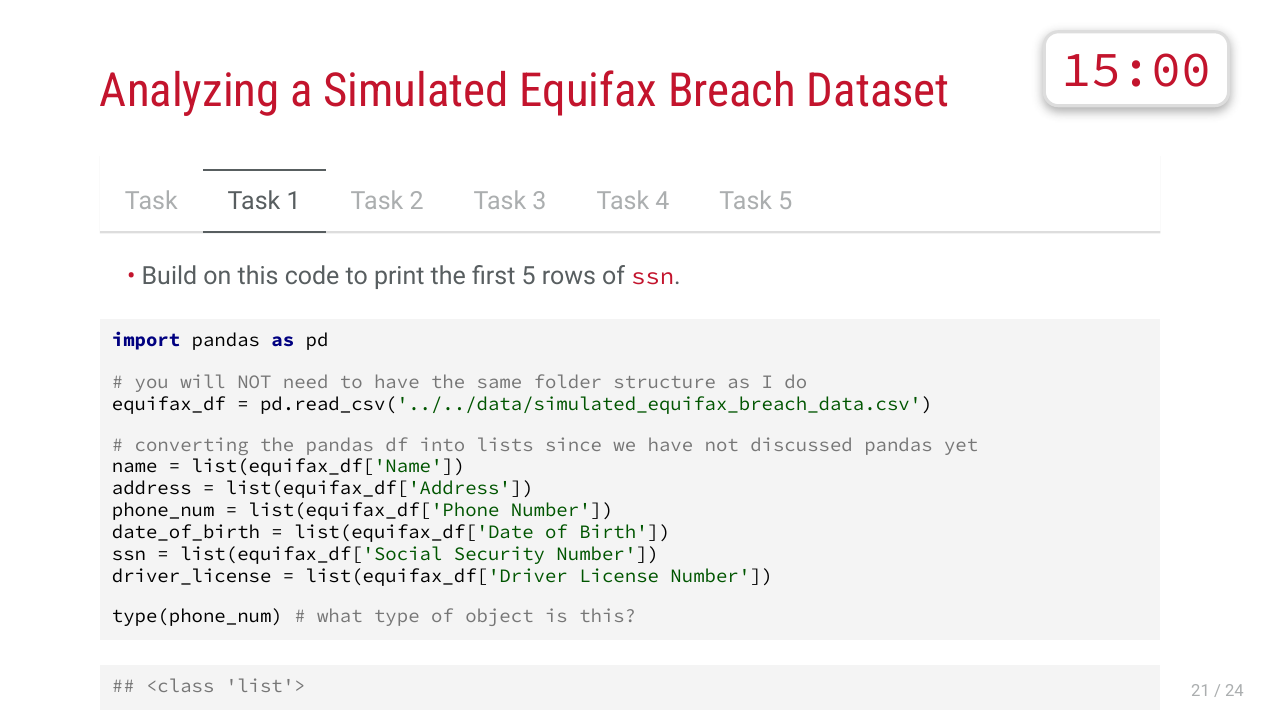 15:00
Analyzing a Simulated Equifax Breach Dataset
Task Task 1 Task 2 Task 3 Task 4 Task 5
• Build on this code to print the first 5 rows of ssn.
import pandas as pd
# you will NOT need to have the same folder structure as I do
equifax_df = pd.read_csv('../../data/simulated_equifax_breach_data.csv')
# converting the pandas df into lists since we have not discussed pandas yet
name = list(equifax_df['Name'])
address = list(equifax_df['Address'])
phone_num = list(equifax_df['Phone Number'])
date_of_birth = list(equifax_df['Date of Birth'])
ssn = list(equifax_df['Social Security Number'])
driver_license = list(equifax_df['Driver License Number'])
type(phone_num) # what type of object is this?
## <class 'list'>
21 / 24